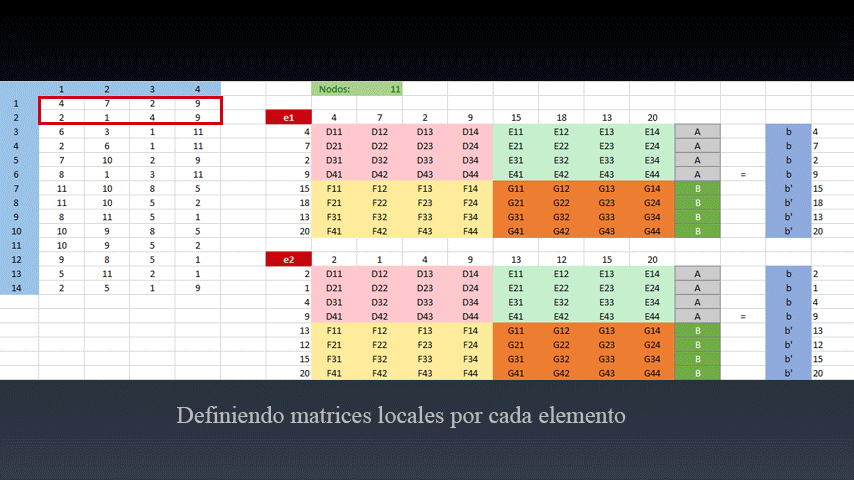 1 2 3 4 Nodos: 11
1 4 7 2 9
2 2 1 4 9 e1 4 7 2 9 15 18 13 20
3 6 3 1 11 4 D11 D12 D13 D14 E11 E12 E13 E14 A b 4
4 2 6 1 11 7 D21 D22 D23 D24 E21 E22 E23 E24 A b 7
5 7 10 2 9 2 D31 D32 D33 D34 E31 E32 E33 E34 A b 2
6 8 1 3 11 9 D41 D42 D43 D44 E41 E42 E43 E44 A = b 9
7 11 10 8 5 15 F11 F12 F13 F14 G11 G12 G13 G14 B b' 15
8 11 10 5 2 18 F21 F22 F23 F24 G21 G22 G23 G24 B b' 18
9 8 11 5 1 13 F31 F32 F33 F34 G31 G32 G33 G34 B b' 13
10 10 9 8 5 20 F41 F42 F43 F44 G41 G42 G43 G44 B b' 20
11 10 9 5 2
12 9 8 5 1 e2 2 1 4 9 13 12 15 20
13 5 11 2 1 2 D11 D12 D13 D14 E11 E12 E13 E14 A b 2
14 2 5 1 9 1 D21 D22 D23 D24 E21 E22 E23 E24 A b 1
4 D31 D32 D33 D34 E31 E32 E33 E34 A b 4
9 D41 D42 D43 D44 E41 E42 E43 E44 A = b 9
13 F11 F12 F13 F14 G11 G12 G13 G14 B b' 13
12 F21 F22 F23 F24 G21 G22 G23 G24 B b' 12
15 F31 F32 F33 F34 G31 G32 G33 G34 B b' 15
20 F41 F42 F43 F44 G41 G42 G43 G44 B b' 20
Definiendo matrices locales por cada elemento